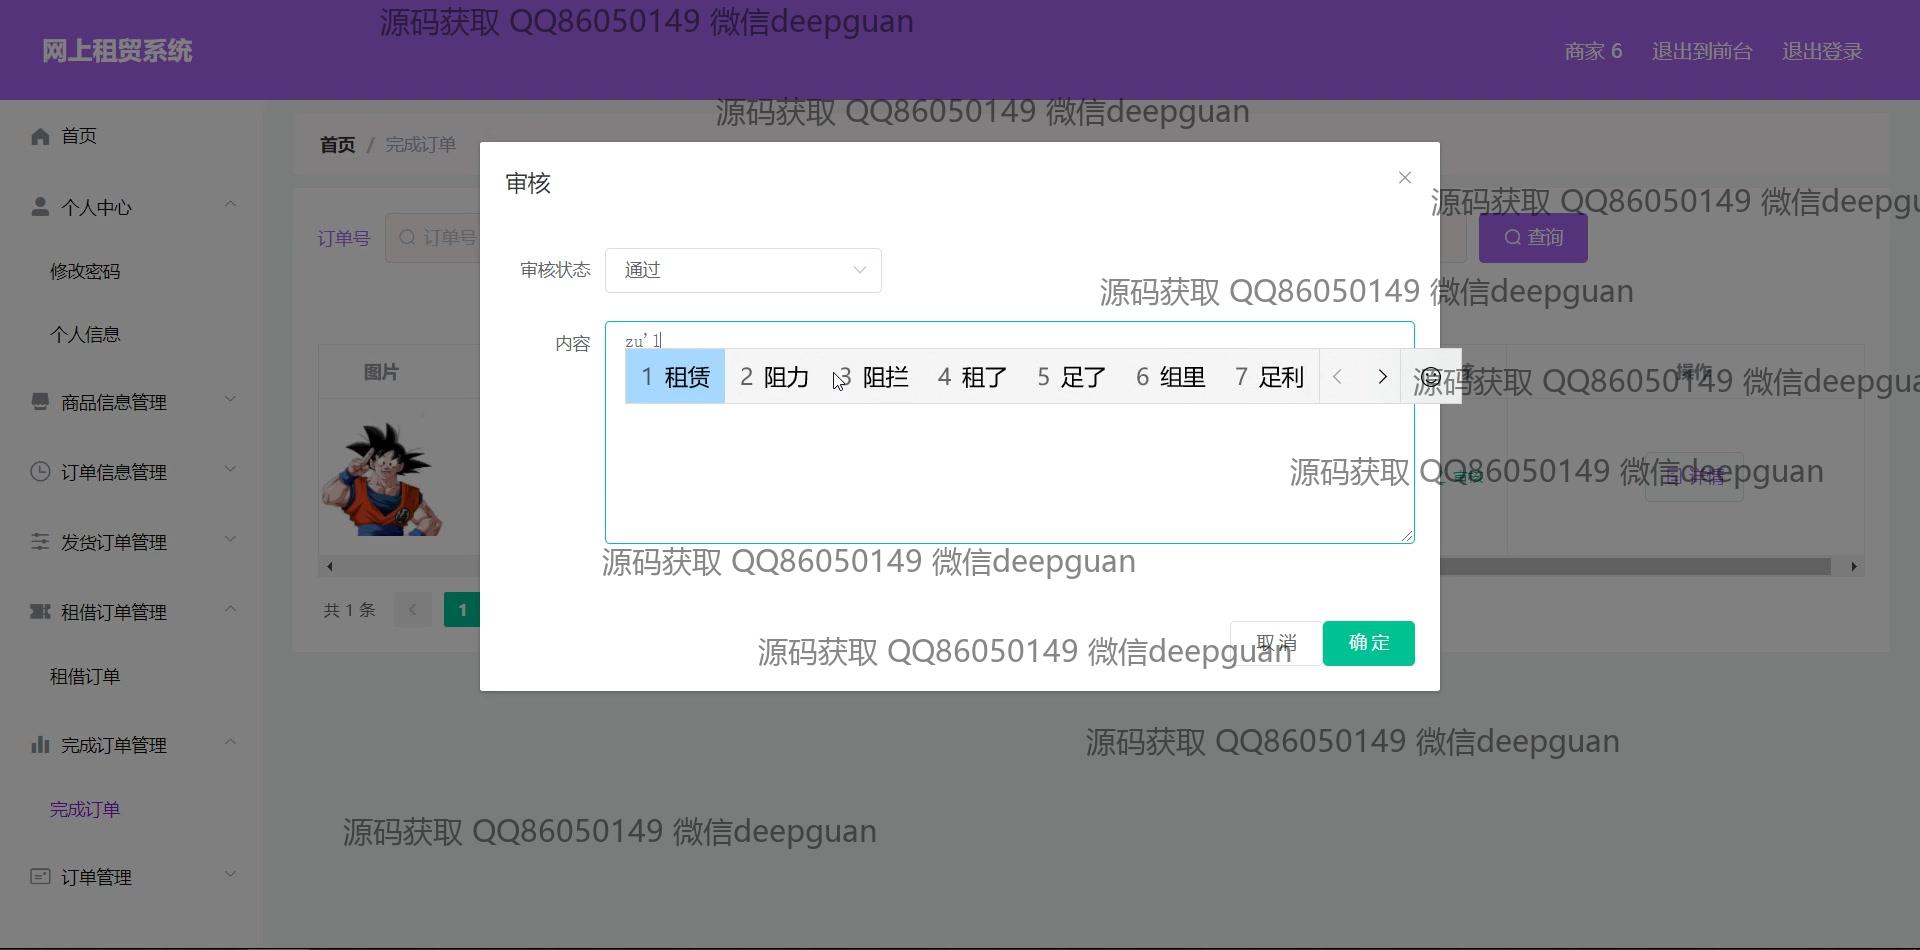 源码获取 QQ86050149 微信deepguan
网上租贸系统
商家 6
退出到前台
退出登录
源码获取 QQ86050149 微信deepguan
首页
首页 / 完成订单
审核
个人中心
源码获取 QQ86050149 微信deepgu
订单号
订单号
查询
修改密码
审核状态
通过
源码获取 QQ86050149 微信deepguan
个人信息
内容
zu'l
1 租赁 2 阻力 3 阻拦 4 租了 5 足了 6 组里 7 足利
图片
操作
源码获取 QQ86050149 微信deepgua
商品信息管理
订单信息管理
源码获取 QQ86050149 微信deepguan
审核
详情
发货订单管理
源码获取 QQ86050149 微信deepguan
租借订单管理
共 1 条
1
取消
确定
源码获取 QQ86050149 微信deepguan
租借订单
完成订单管理
源码获取 QQ86050149 微信deepguan
完成订单
源码获取 QQ86050149 微信deepguan
订单管理